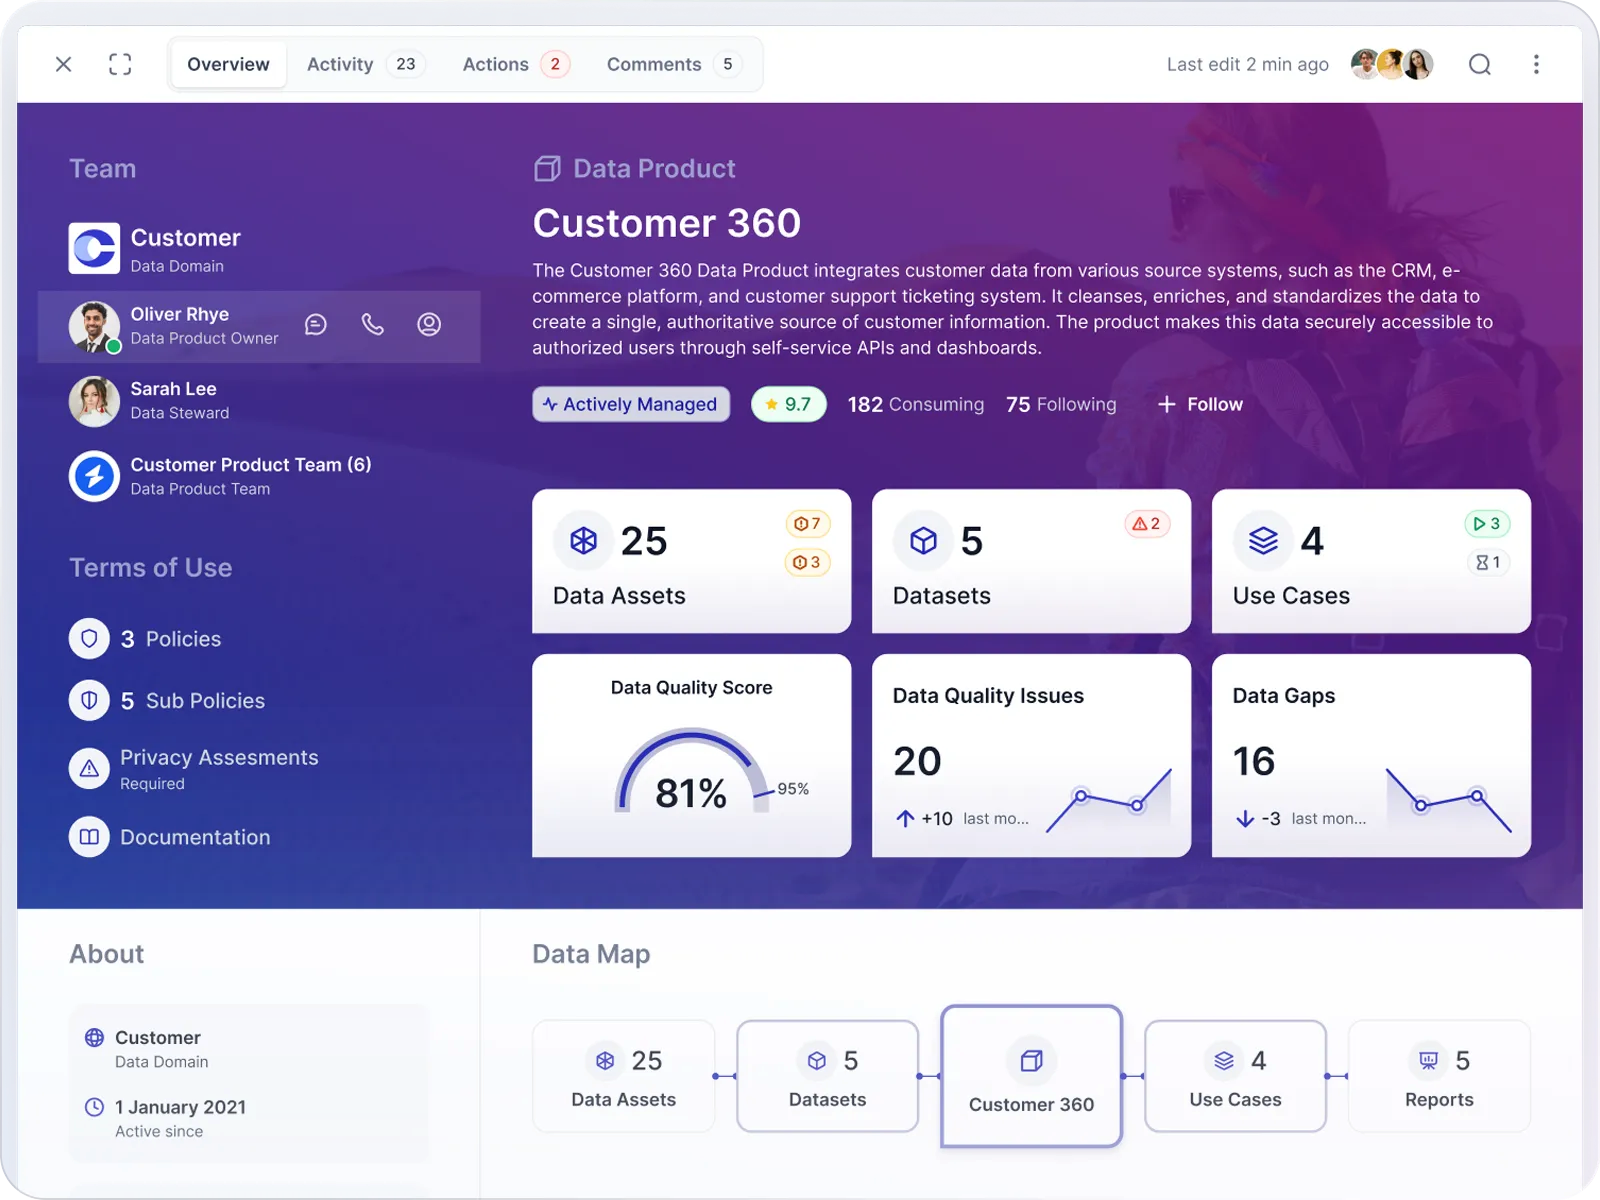 Overview
Activity 23
Actions 2
Comments 5
Last edit 2 min ago
Team
Customer
Data Domain
Oliver Rhye
Data Product Owner
Sarah Lee
Data Steward
Customer Product Team (6)
Data Product Team
Terms of Use
3 Policies
5 Sub Policies
Privacy Assesments
Required
Documentation
Data Product
Customer 360
The Customer 360 Data Product integrates customer data from various source systems, such as the CRM, e-
commerce platform, and customer support ticketing system. It cleanses, enriches, and standardizes the data to
create a single, authoritative source of customer information. The product makes this data securely accessible to
authorized users through self-service APIs and dashboards.
Actively Managed
9.7
182 Consuming
75 Following
Follow
25
7
3
Data Assets
5
2
Datasets
4
3
1
Use Cases
Data Quality Score
81%
95%
Data Quality Issues
20
+10 last mo...
Data Gaps
16
-3 last mon...
About
Customer
Data Domain
1 January 2021
Active since
Data Map
25
Data Assets
5
Datasets
Customer 360
4
Use Cases
5
Reports